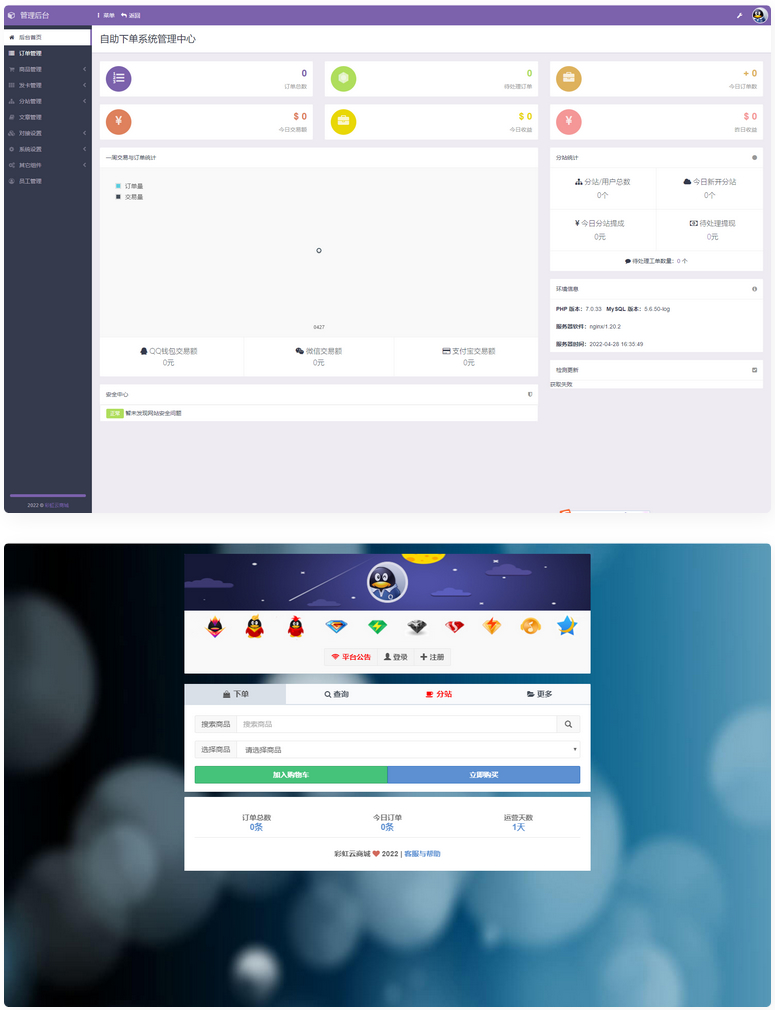 管理后台
菜单 返回
后台首页
订单管理
商品管理
发卡管理
分站管理
文章管理
对接设置
系统设置
其它组件
员工管理
2022 © 彩虹云商城
自助下单系统管理中心
0
订单总数
0
待处理订单
+ 0
今日订单数
$ 0
今日交易额
$ 0
今日收益
$ 0
昨日收益
一周交易与订单统计
订单量
交易量
0427
QQ钱包交易额
0元
微信交易额
0元
支付宝交易额
0元
安全中心
正常 暂未发现网站安全问题
分站统计
分站/用户总数
0个
今日新开分站
0个
今日分站提成
0元
待处理提现
0元
待处理工单数量: 0 个
环境信息
PHP 版本: 7.0.33 MySQL 版本: 5.6.50-log
服务器软件: nginx/1.20.2
服务器时间: 2022-04-28 16:35:49
检测更新
获取失败
平台公告 登录 注册
下单 查询 分站 更多
搜索商品 搜索商品
选择商品 请选择商品
加入购物车 立即购买
订单总数 今日订单 运营天数
0条 0条 1天
彩虹云商城 ❤ 2022 | 客服与帮助